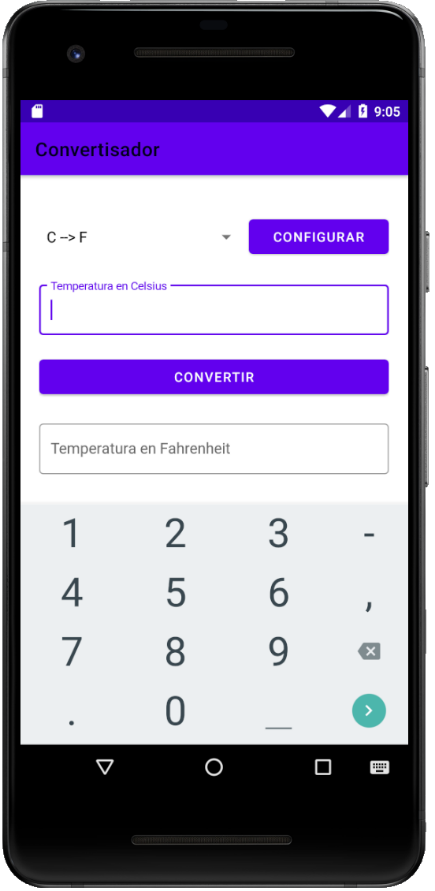 9:05
Convertisador
C --> F
CONFIGURAR
Temperatura en Celsius
CONVERTIR
Temperatura en Fahrenheit
1 2 3 -
4 5 6 ,
7 8 9
. 0 _